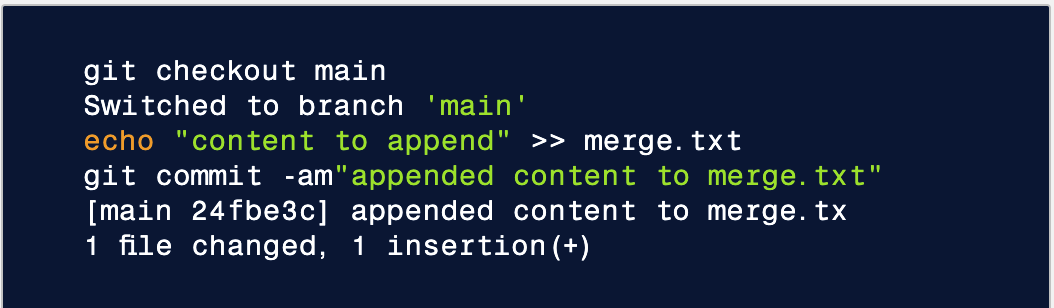 git checkout main
Switched to branch 'main'
echo "content to append" >> merge.txt
git commit -am"appended content to merge.txt"
[main 24fbe3c] appended content to merge.tx
1 file changed, 1 insertion(+)